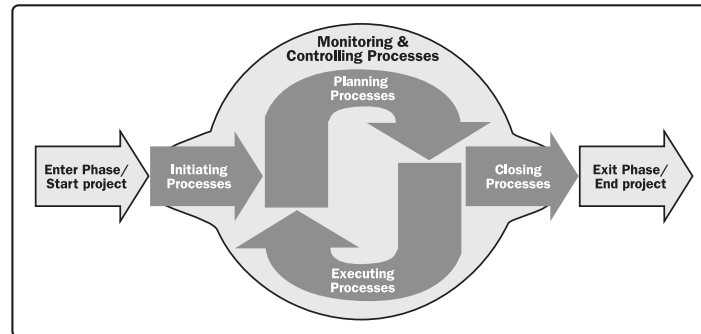 Monitoring &
Controlling Processes
Planning
Processes
Enter Phase/
Start project
Initiating
Processes
Closing
Processes
Exit Phase/
End project
Executing
Processes